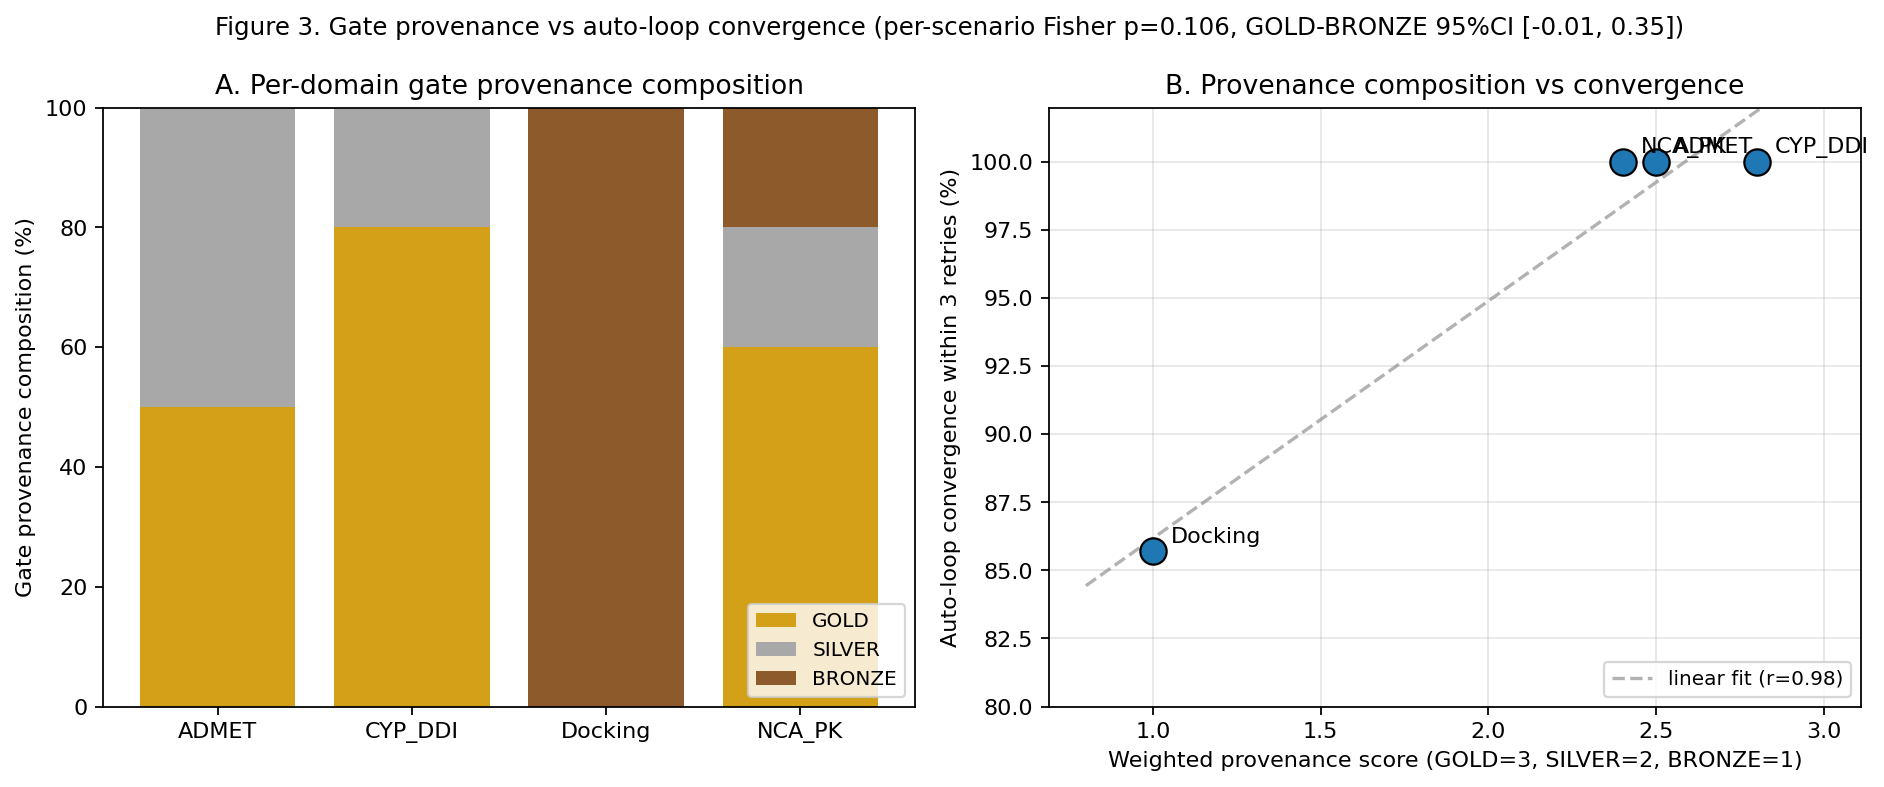 Figure 3. Gate provenance vs auto-loop convergence (per-scenario Fisher p=0.106, GOLD-BRONZE 95%CI [-0.01, 0.35])
A. Per-domain gate provenance composition
Gate provenance composition (%)
100
80
60
40
20
0
ADMET
CYP_DDI
Docking
NCA_PK
GOLD
SILVER
BRONZE
B. Provenance composition vs convergence
Auto-loop convergence within 3 retries (%)
100.0
97.5
95.0
92.5
90.0
87.5
85.0
82.5
80.0
NCA_PK
ADMET
CYP_DDI
Docking
linear fit (r=0.98)
1.0
1.5
2.0
2.5
3.0
Weighted provenance score (GOLD=3, SILVER=2, BRONZE=1)